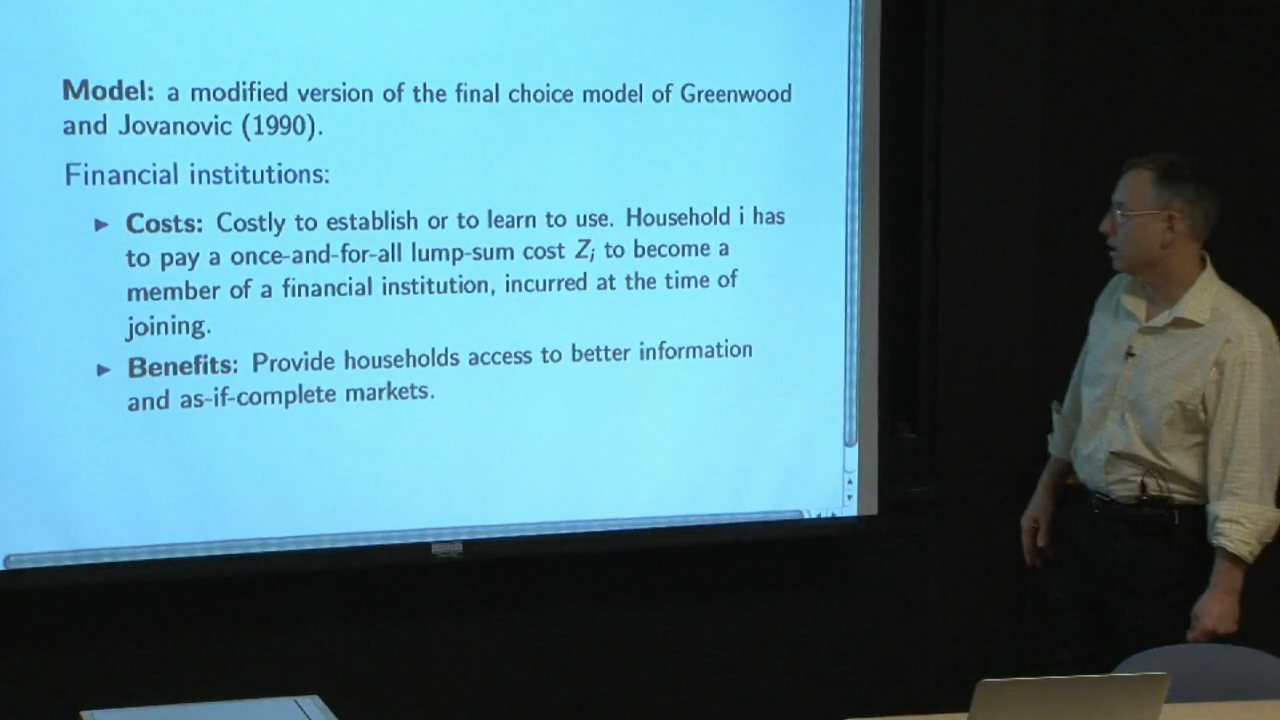 Model: a modified version of the final choice model of Greenwood
and Jovanovic (1990).
Financial institutions:
► Costs: Costly to establish or to learn to use. Household i has
to pay a once-and-for-all lump-sum cost Zi to become a
member of a financial institution, incurred at the time of
joining.
► Benefits: Provide households access to better information
and as-if-complete markets.